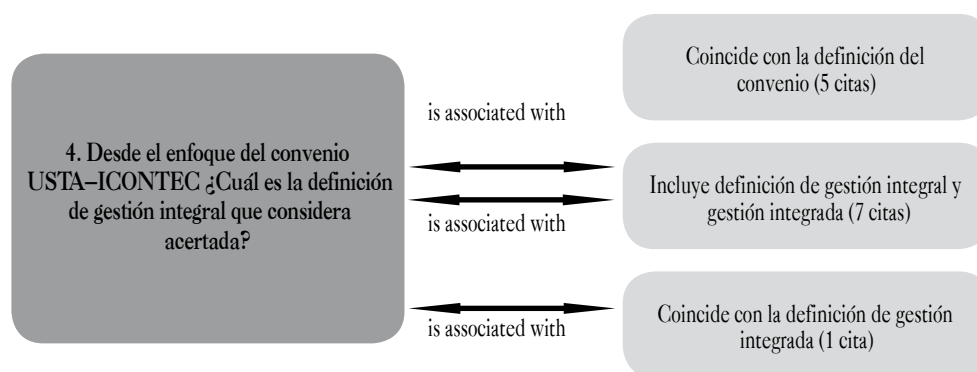 4. Desde el enfoque del convenio
USTA–ICONTEC ¿Cuál es la definición
de gestión integral que considera
acertada?
is associated with
is associated with
is associated with
Coincide con la definición del
convenio (5 citas)
Incluye definición de gestión integral y
gestión integrada (7 citas)
Coincide con la definición de gestión
integrada (1 cita)